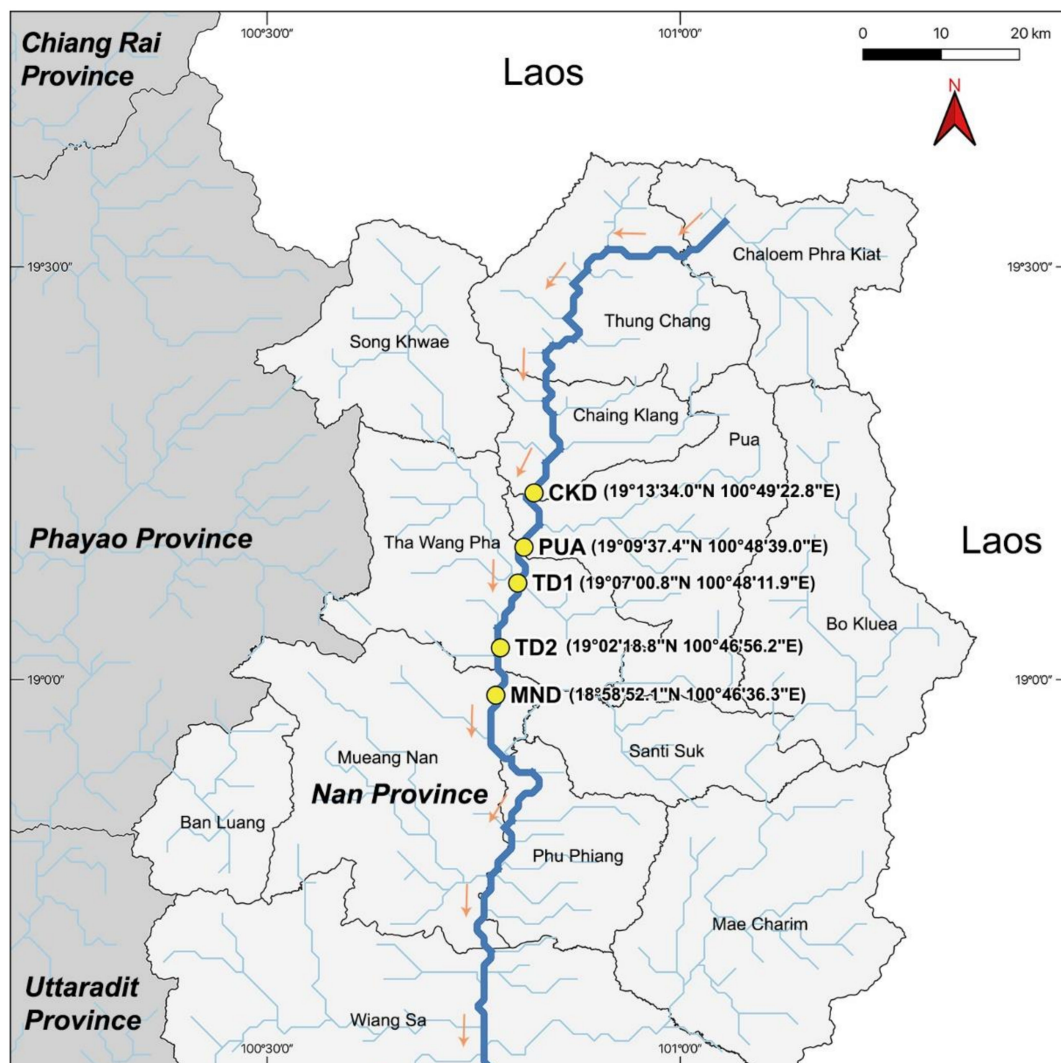 100°30'0"
101°0'0"
Chiang Rai
Province
Laos
0 10 20 km
N
19°30'0"
19°30'0"
Chaloem Phra Kiat
Thung Chang
Song Khwae
Chaing Klang
Pua
CKD (19°13'34.0"N 100°49'22.8"E)
Phayao Province
Tha Wang Pha
PUA (19°09'37.4"N 100°48'39.0"E)
Laos
TD1 (19°07'00.8"N 100°48'11.9"E)
Bo Kluea
TD2 (19°02'18.8"N 100°46'56.2"E)
19°0'0"
19°0'0"
MND (18°58'52.1"N 100°46'36.3"E)
Mueang Nan
Santi Suk
Nan Province
Ban Luang
Phu Phiang
Mae Charim
Uttaradit
Province
Wiang Sa
100°30'0"
101°0'0"